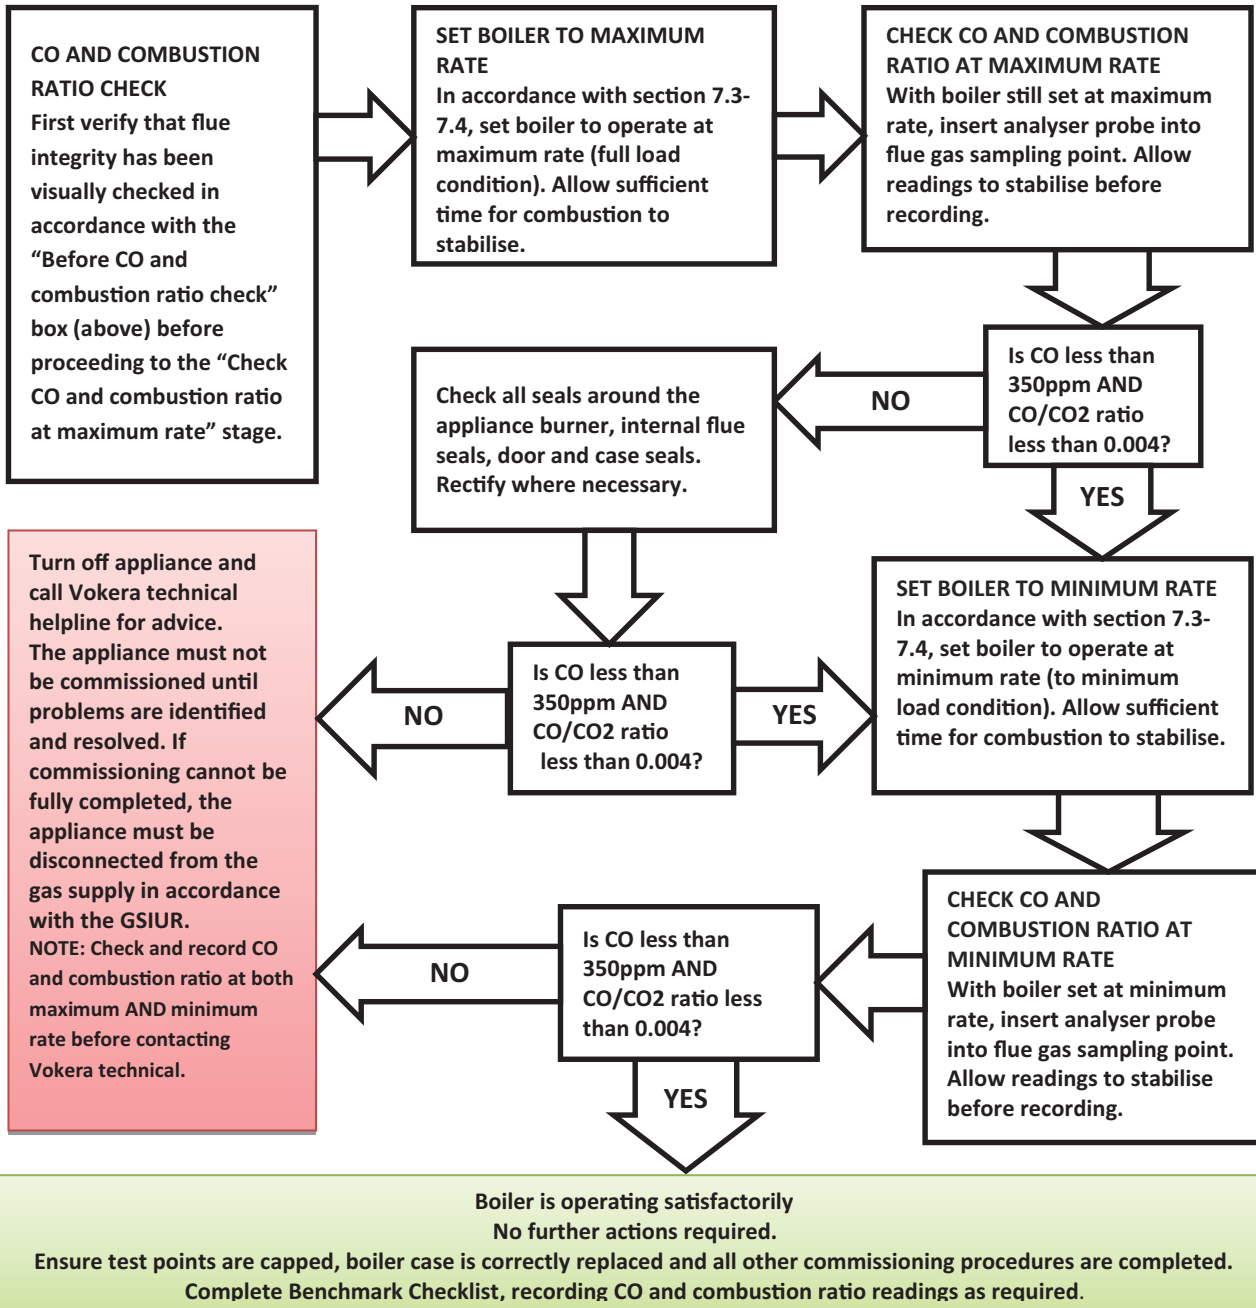 CO AND COMBUSTION
RATIO CHECK
First verify that flue
integrity has been
visually checked in
accordance with the
“Before CO and
combustion ratio check”
box (above) before
proceeding to the “Check
CO and combustion ratio
at maximum rate” stage.
SET BOILER TO MAXIMUM
RATE
In accordance with section 7.3-
7.4, set boiler to operate at
maximum rate (full load
condition). Allow sufficient
time for combustion to
stabilise.
CHECK CO AND COMBUSTION
RATIO AT MAXIMUM RATE
With boiler still set at maximum
rate, insert analyser probe into
flue gas sampling point. Allow
readings to stabilise before
recording.
Is CO less than
350ppm AND
CO/CO2 ratio
less than 0.004?
NO
YES
Check all seals around the
appliance burner, internal flue
seals, door and case seals.
Rectify where necessary.
Is CO less than
350ppm AND
CO/CO2 ratio
less than 0.004?
NO
YES
Turn off appliance and
call Vokera technical
helpline for advice.
The appliance must not
be commissioned until
problems are identified
and resolved. If
commissioning cannot be
fully completed, the
appliance must be
disconnected from the
gas supply in accordance
with the GSIUR.
NOTE: Check and record CO
and combustion ratio at both
maximum AND minimum
rate before contacting
Vokera technical.
SET BOILER TO MINIMUM RATE
In accordance with section 7.3-
7.4, set boiler to operate at
minimum rate (to minimum
load condition). Allow sufficient
time for combustion to stabilise.
CHECK CO AND
COMBUSTION RATIO AT
MINIMUM RATE
With boiler set at minimum
rate, insert analyser probe
into flue gas sampling point.
Allow readings to stabilise
before recording.
Is CO less than
350ppm AND
CO/CO2 ratio less
than 0.004?
NO
YES
Boiler is operating satisfactorily
No further actions required.
Ensure test points are capped, boiler case is correctly replaced and all other commissioning procedures are completed.
Complete Benchmark Checklist, recording CO and combustion ratio readings as required.